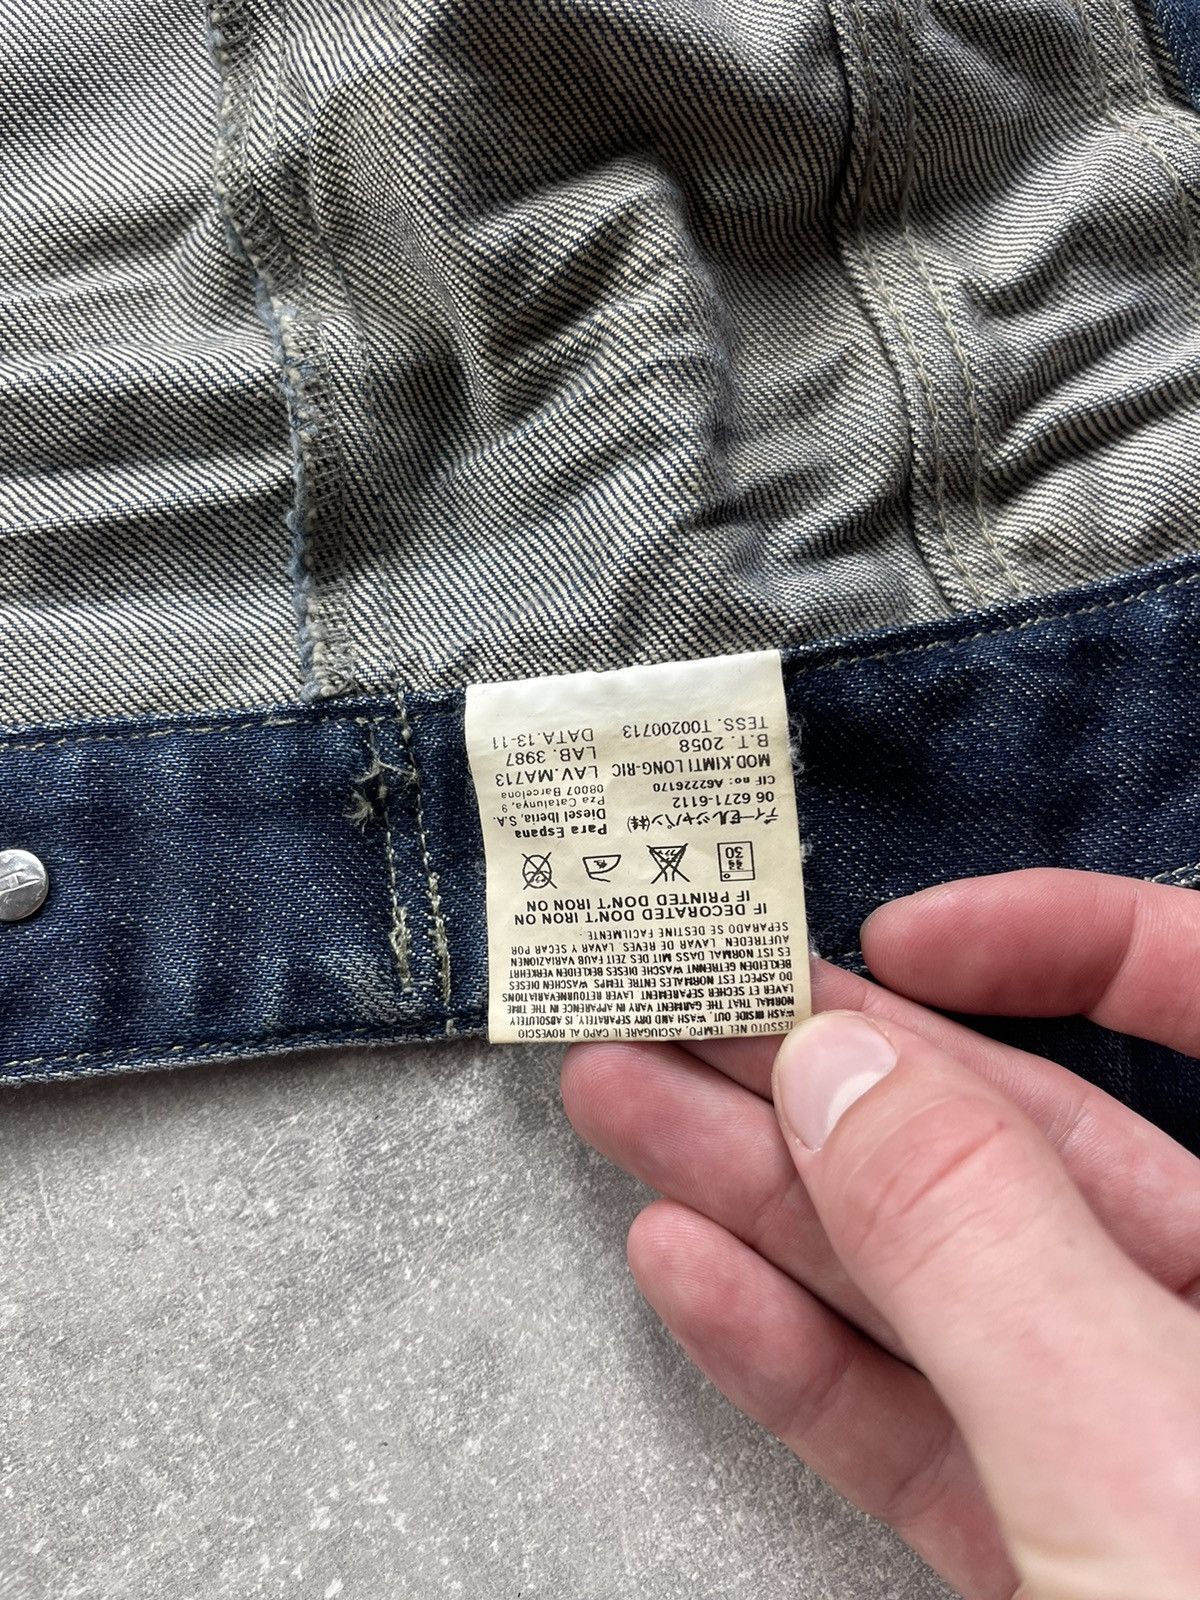 TESSUTO NEL TEMPO, ASCIUGARE IL CAPO AL ROVESCIO
WASH INSIDE OUT, WASH AND DRY SEPARATELY, IS ABSOLUTELY
NORMAL THAT THE GARMENT VARY IN APPARENCE IN THE TIME
LAVER ET SECHER SEPAREMENT LAVER RETOURNEVARIATIONS
DO ASPECT EST NORMALES ENTRE TEMPS WASCHEN DIESES
BEKLEIDEN GETRENNT WASCHE DIESES BEKLEIDEN VERKEHRT
ES IST NORMAL DASS MIT DES ZEIT FAUB VARIAZIONEN
AUFTREDEN. LAVAR DE REVES, LAVAR Y SECAR POR
SEPARADO SE DESTINE FACILMENTE:
IF DECORATED DON'T IRON ON
IF PRINTED DON'T IRON ON
30
ディーゼルジャパン(株)
06 6271-6112
CIF no: A62226170
Para Espana
Diesel Iberia, S.A.
Pza Catalunya, 9
08007 Barcelona
MOD.KIMTI LONG-RIC LAV.MA713
B.T. 2058 LAB. 3987
TESS. T00200713 DATA.13-11